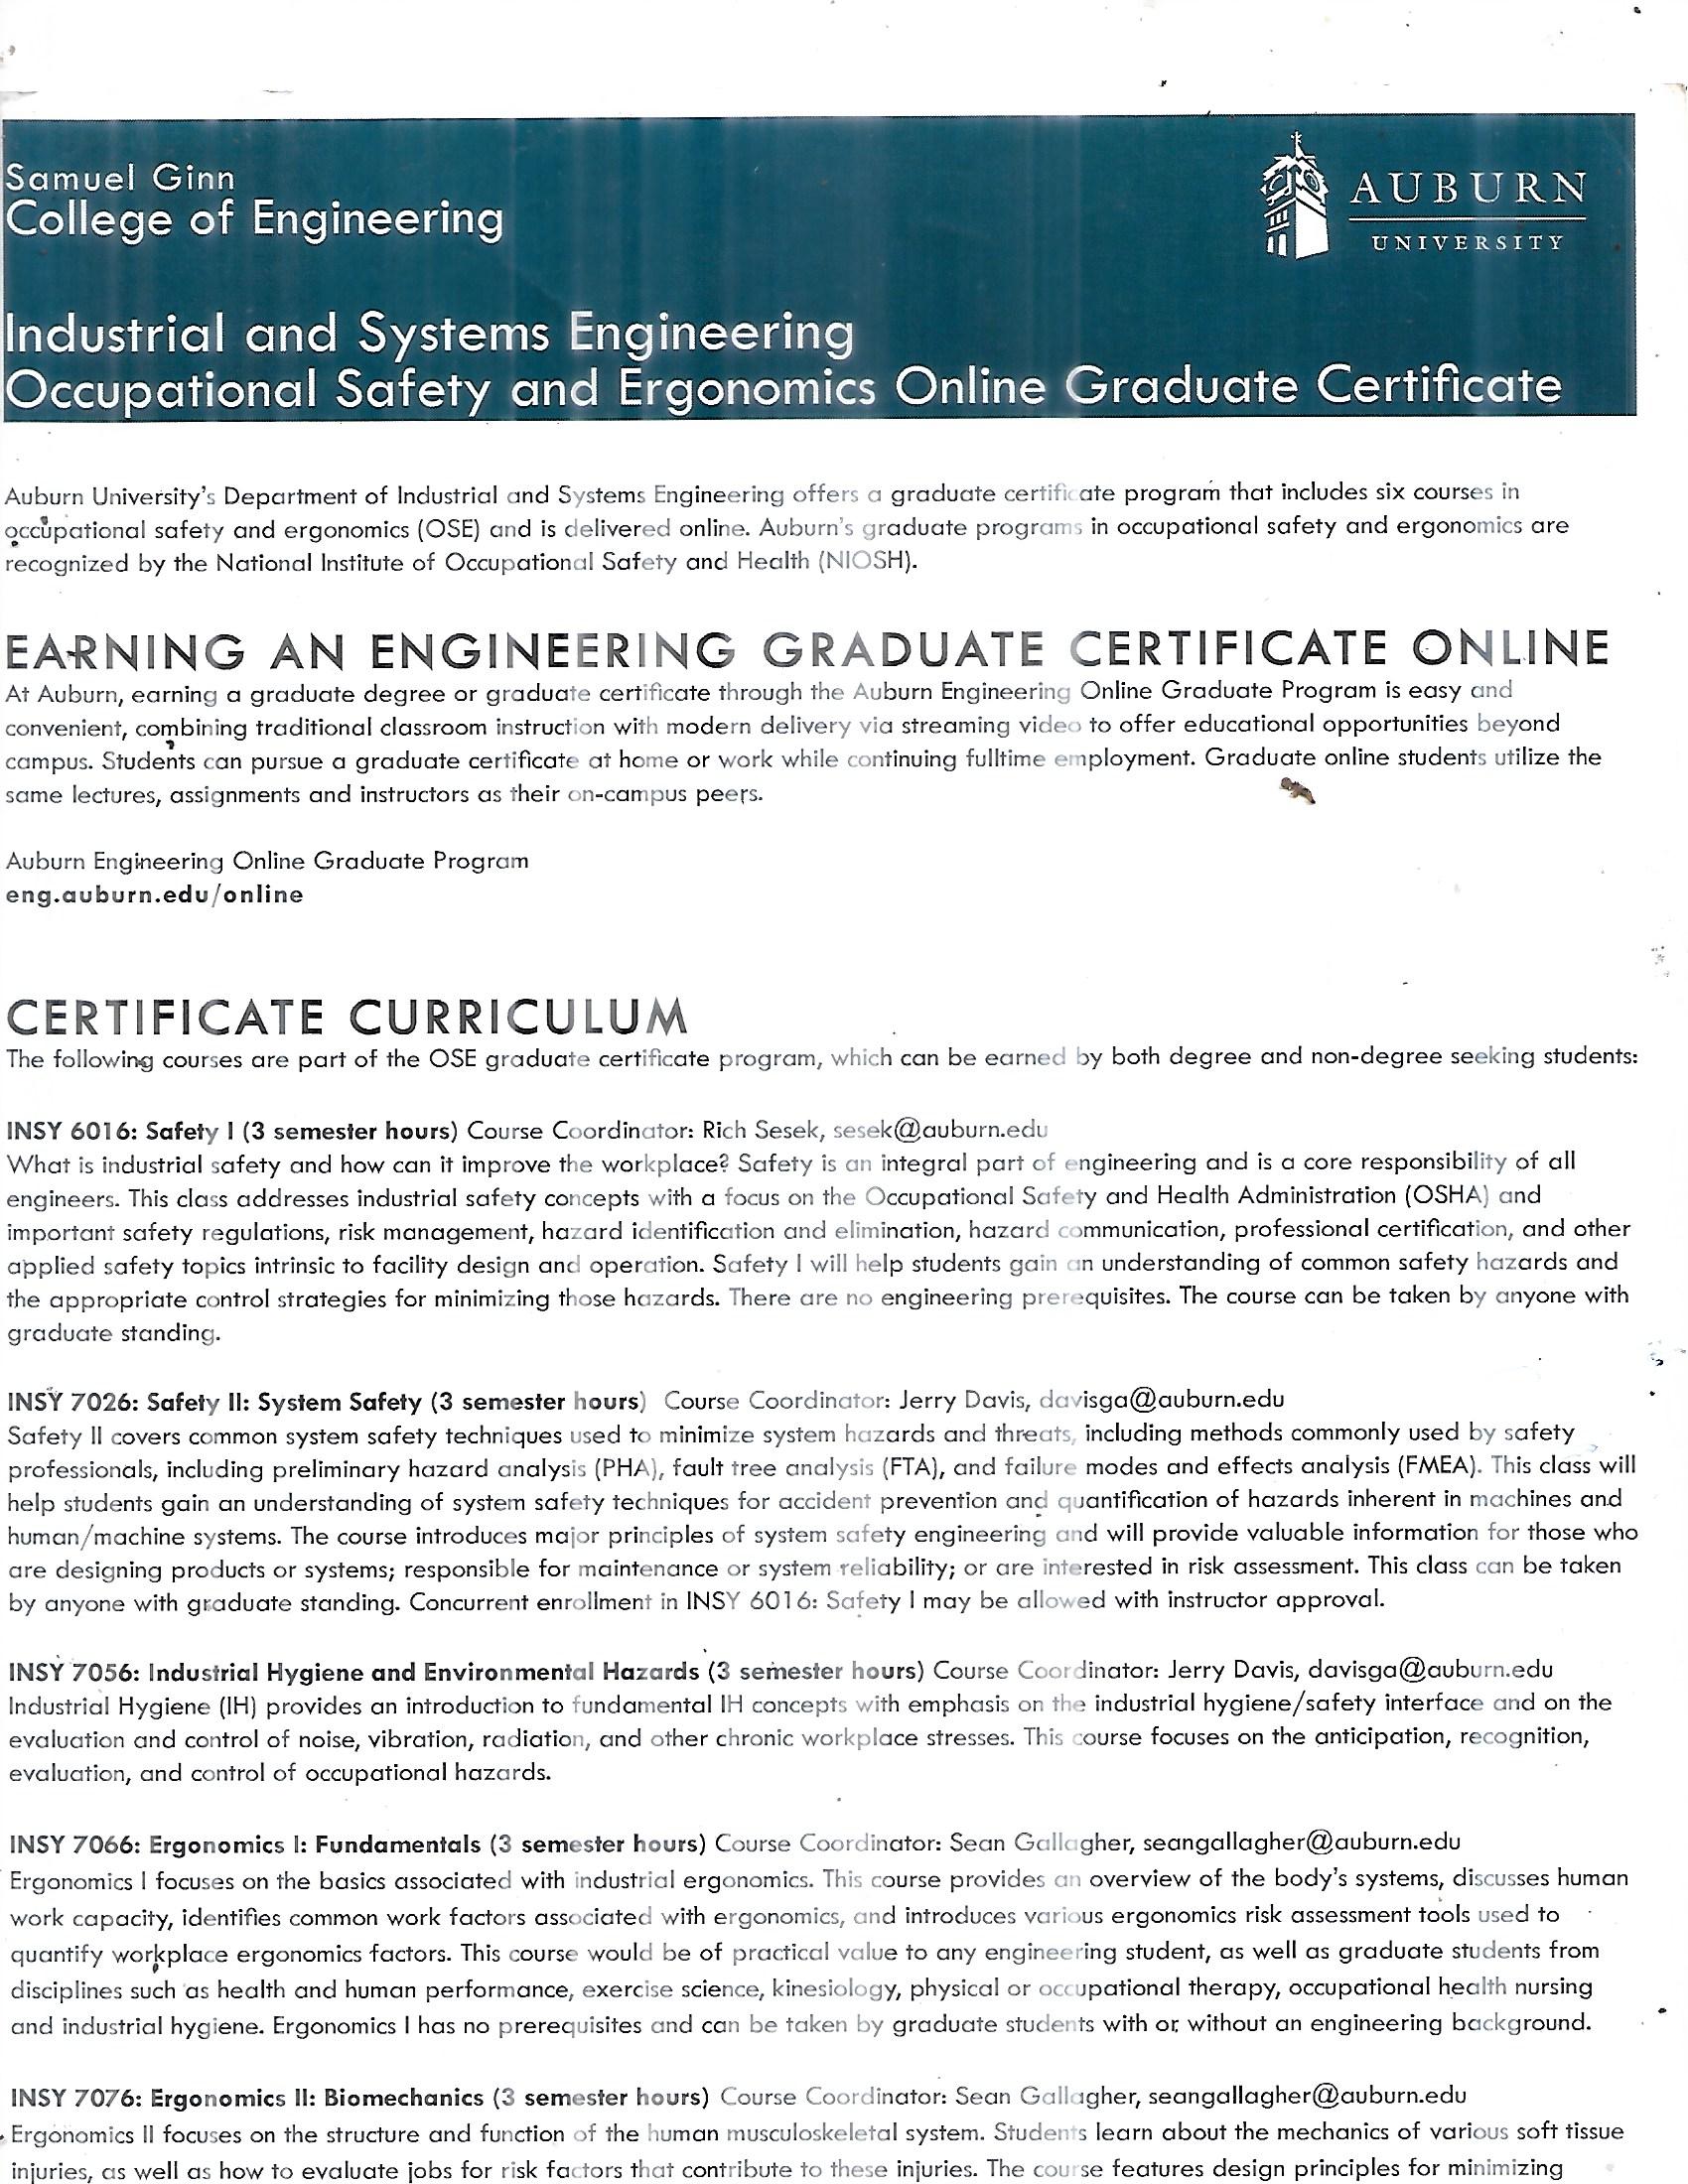 Samuel Ginn
College of Engineering
AUBURN
UNIVERSITY
Industrial and Systems Engineering
Occupational Safety and Ergonomics Online Graduate Certificate
Auburn University's Department of Industrial and Systems Engineering offers a graduate certificate program that includes six courses in
occupational safety and ergonomics (OSE) and is delivered online. Auburn's graduate programs in occupational safety and ergonomics are
recognized by the National Institute of Occupational Safety and Health (NIOSH).
EARNING AN ENGINEERING GRADUATE CERTIFICATE ONLINE
At Auburn, earning a graduate degree or graduate certificate through the Auburn Engineering Online Graduate Program is easy and
convenient, combining traditional classroom instruction with modern delivery via streaming video to offer educational opportunities beyond
campus. Students can pursue a graduate certificate at home or work while continuing fulltime employment. Graduate online students utilize the
same lectures, assignments and instructors as their on-campus peers.
Auburn Engineering Online Graduate Program
eng.auburn.edu/online
CERTIFICATE CURRICULUM
The following courses are part of the OSE graduate certificate program, which can be earned by both degree and non-degree seeking students:
INSY 6016: Safety I (3 semester hours) Course Coordinator: Rich Sesek, sesek@auburn.edu
What is industrial safety and how can it improve the workplace? Safety is an integral part of engineering and is a core responsibility of all
engineers. This class addresses industrial safety concepts with a focus on the Occupational Safety and Health Administration (OSHA) and
important safety regulations, risk management, hazard identification and elimination, hazard communication, professional certification, and other
applied safety topics intrinsic to facility design and operation. Safety I will help students gain an understanding of common safety hazards and
the appropriate control strategies for minimizing those hazards. There are no engineering prerequisites. The course can be taken by anyone with
graduate standing.
INSY 7026: Safety II: System Safety (3 semester hours) Course Coordinator: Jerry Davis, davisga@auburn.edu
Safety II covers common system safety techniques used to minimize system hazards and threats, including methods commonly used by safety
professionals, including preliminary hazard analysis (PHA), fault tree analysis (FTA), and failure modes and effects analysis (FMEA). This class will
help students gain an understanding of system safety techniques for accident prevention and quantification of hazards inherent in machines and
human/machine systems. The course introduces major principles of system safety engineering and will provide valuable information for those who
are designing products or systems; responsible for maintenance or system reliability; or are interested in risk assessment. This class can be taken
by anyone with graduate standing. Concurrent enrollment in INSY 6016: Safety I may be allowed with instructor approval.
INSY 7056: Industrial Hygiene and Environmental Hazards (3 semester hours) Course Coordinator: Jerry Davis, davisga@auburn.edu
Industrial Hygiene (IH) provides an introduction to fundamental IH concepts with emphasis on the industrial hygiene/safety interface and on the
evaluation and control of noise, vibration, radiation, and other chronic workplace stresses. This course focuses on the anticipation, recognition,
evaluation, and control of occupational hazards.
INSY 7066: Ergonomics I: Fundamentals (3 semester hours) Course Coordinator: Sean Gallagher, seangallagher@auburn.edu
Ergonomics I focuses on the basics associated with industrial ergonomics. This course provides an overview of the body's systems, discusses human
work capacity, identifies common work factors associated with ergonomics, and introduces various ergonomics risk assessment tools used to
quantify workplace ergonomics factors. This course would be of practical value to any engineering student, as well as graduate students from
disciplines such as health and human performance, exercise science, kinesiology, physical or occupational therapy, occupational health nursing
and industrial hygiene. Ergonomics I has no prerequisites and can be taken by graduate students with or without an engineering background.
INSY 7076: Ergonomics II: Biomechanics (3 semester hours) Course Coordinator: Sean Gallagher, seangallagher@auburn.edu
Ergonomics II focuses on the structure and function of the human musculoskeletal system. Students learn about the mechanics of various soft tissue
injuries, as well as how to evaluate jobs for risk factors that contribute to these injuries. The course features design principles for minimizing